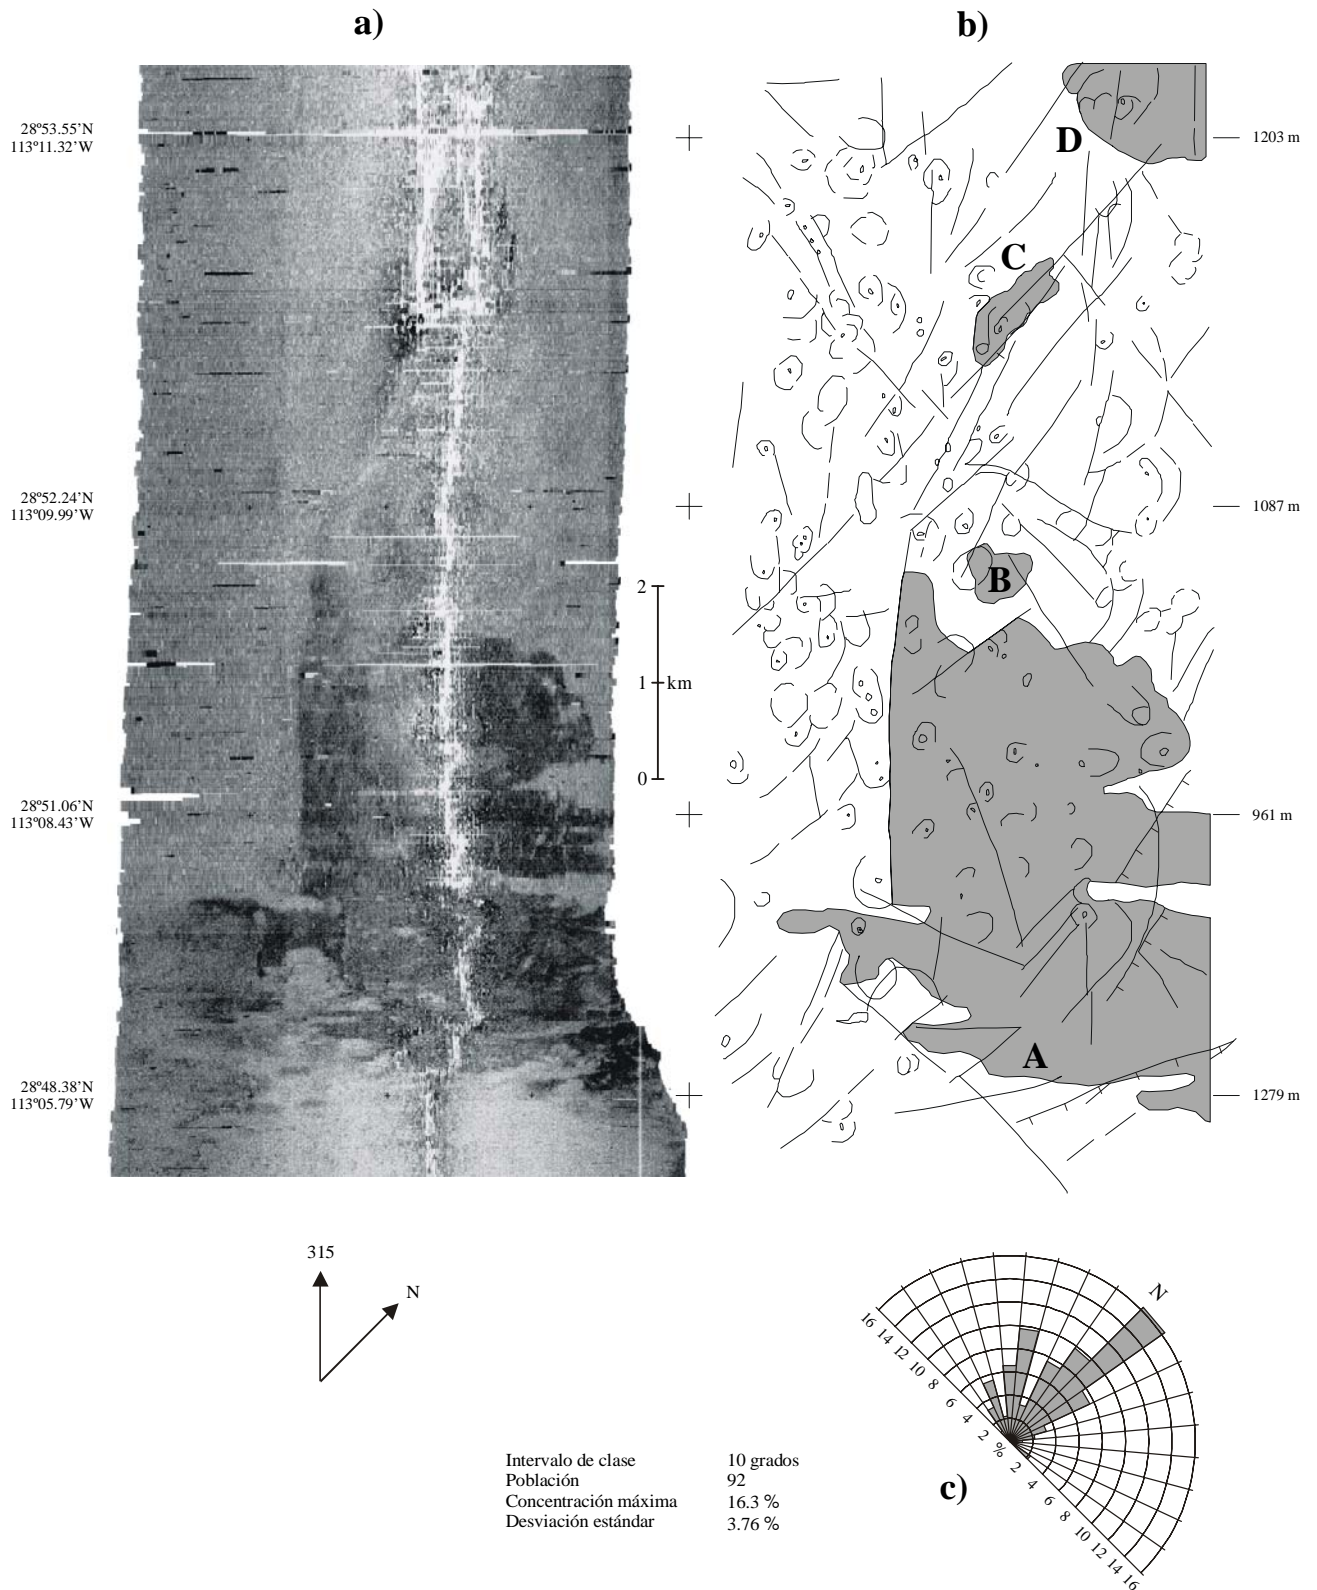 a)
b)
28º53.55'N
113º11.32'W
D
1203 m
C
28º52.24'N
113º09.99'W
1087 m
B
2
1 km
0
28º51.06'N
113º08.43'W
961 m
A
28º48.38'N
113º05.79'W
1279 m
315
N
N
16 14 12 10 8 6 4 2 % 2 4 6 8 10 12 14 16
c)
Intervalo de clase 10 grados
Población 92
Concentración máxima 16.3 %
Desviación estándar 3.76 %